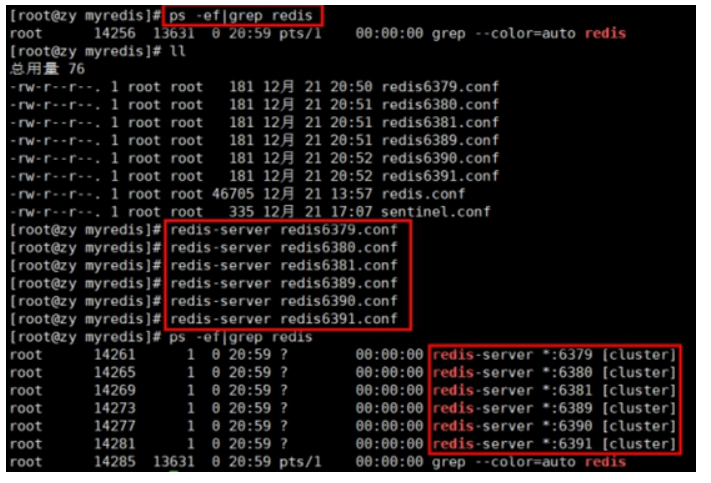 [root@zy myredis]# ps -ef|grep redis
root 14256 13631 0 20:59 pts/1 00:00:00 grep --color=auto redis
[root@zy myredis]# ll
总用量 76
-rw-r--r--. 1 root root 181 12月 21 20:50 redis6379.conf
-rw-r--r--. 1 root root 181 12月 21 20:51 redis6380.conf
-rw-r--r--. 1 root root 181 12月 21 20:51 redis6381.conf
-rw-r--r--. 1 root root 181 12月 21 20:51 redis6389.conf
-rw-r--r--. 1 root root 181 12月 21 20:52 redis6390.conf
-rw-r--r--. 1 root root 181 12月 21 20:52 redis6391.conf
-rw-r--r--. 1 root root 46705 12月 21 13:57 redis.conf
-rw-r--r--. 1 root root 335 12月 21 17:07 sentinel.conf
[root@zy myredis]# redis-server redis6379.conf
[root@zy myredis]# redis-server redis6380.conf
[root@zy myredis]# redis-server redis6381.conf
[root@zy myredis]# redis-server redis6389.conf
[root@zy myredis]# redis-server redis6390.conf
[root@zy myredis]# redis-server redis6391.conf
[root@zy myredis]# ps -ef|grep redis
root 14261 1 0 20:59 ? 00:00:00 redis-server *:6379 [cluster]
root 14265 1 0 20:59 ? 00:00:00 redis-server *:6380 [cluster]
root 14269 1 0 20:59 ? 00:00:00 redis-server *:6381 [cluster]
root 14273 1 0 20:59 ? 00:00:00 redis-server *:6389 [cluster]
root 14277 1 0 20:59 ? 00:00:00 redis-server *:6390 [cluster]
root 14281 1 0 20:59 ? 00:00:00 redis-server *:6391 [cluster]
root 14285 13631 0 20:59 pts/1 00:00:00 grep --color=auto redis